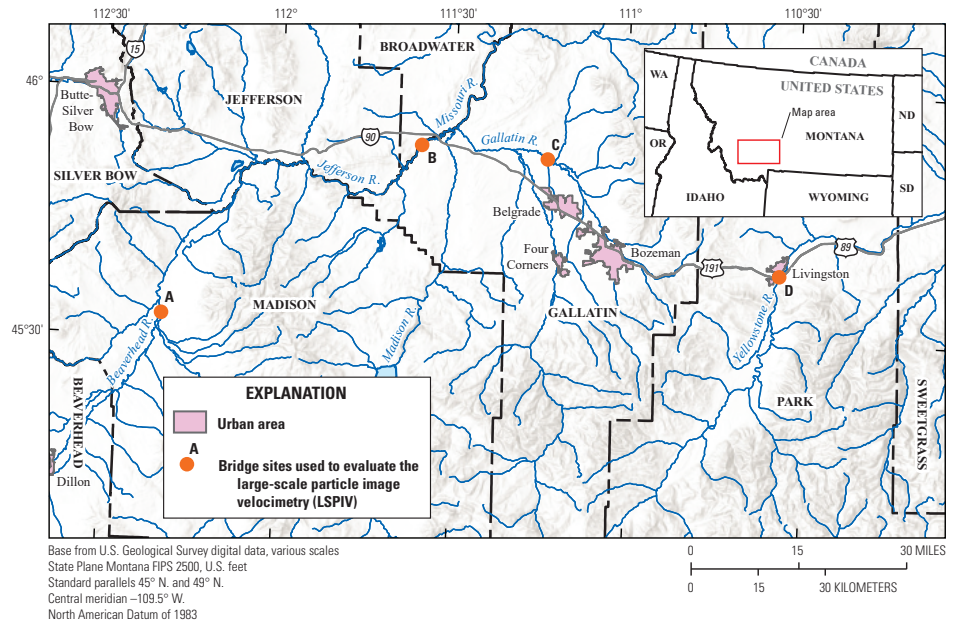 112°3ʹ
112°
111°3ʹ
111°
110°3ʹ
46°
45°3ʹ
15
BROADWATER
Butte-
Silver
Bow
JEFFERSON
Missouri R.
90
Gallatin R.
C
B
SILVER BOW
Jefferson R.
Belgrade
Four
Corners
Bozeman
191
89
Livingston
D
A
MADISON
GALLATIN
Beaverhead R.
Madison R.
Yellowstone R.
BEAVERHEAD
PARK
SWEETGRASS
Dillon
WA
CANADA
UNITED STATES
Map area
ND
MONTANA
OR
SD
IDAHO
WYOMING
EXPLANATION
Urban area
A
Bridge sites used to evaluate the
large-scale particle image
velocimetry (LSPIV)
Base from U.S. Geological Survey digital data, various scales
State Plane Montana FIPS 2500, U.S. feet
Standard parallels 45° N. and 49° N.
Central meridian –109.5° W.
North American Datum of 1983
0 15 30 MILES
0 15 30 KILOMETERS